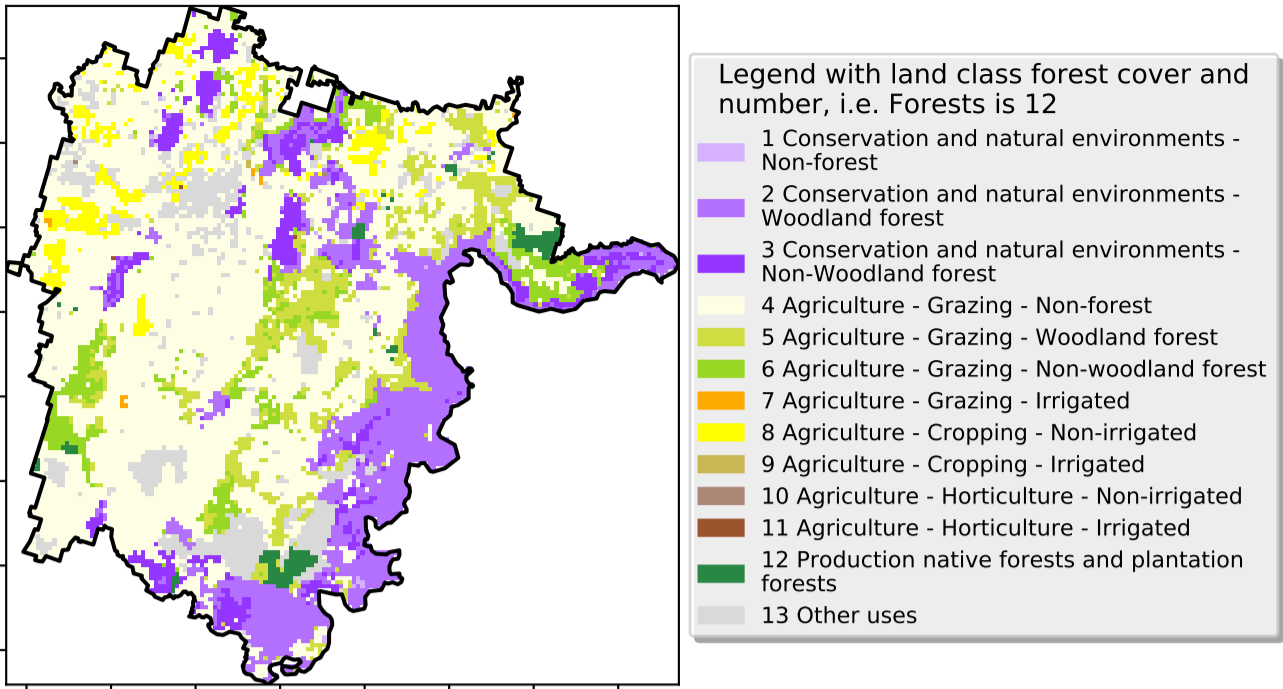 Legend with land class forest cover and
number, i.e. Forests is 12
1 Conservation and natural environments -
Non-forest
2 Conservation and natural environments -
Woodland forest
3 Conservation and natural environments -
Non-Woodland forest
4 Agriculture - Grazing - Non-forest
5 Agriculture - Grazing - Woodland forest
6 Agriculture - Grazing - Non-woodland forest
7 Agriculture - Grazing - Irrigated
8 Agriculture - Cropping - Non-irrigated
9 Agriculture - Cropping - Irrigated
10 Agriculture - Horticulture - Non-irrigated
11 Agriculture - Horticulture - Irrigated
12 Production native forests and plantation
forests
13 Other uses